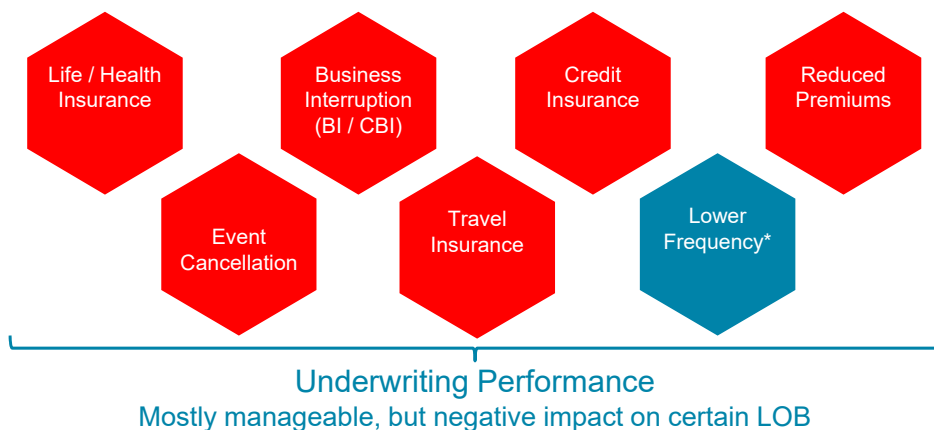 Life / Health
Insurance
Business
Interruption
(BI / CBI)
Credit
Insurance
Reduced
Premiums
Event
Cancellation
Travel
Insurance
Lower
Frequency*
Underwriting Performance
Mostly manageable, but negative impact on certain LOB